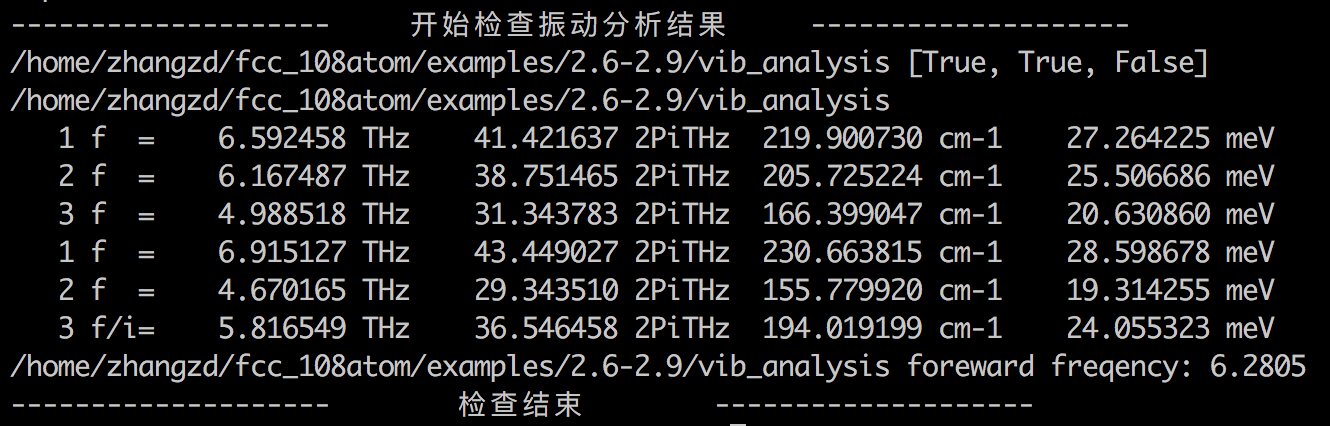 -------------------- 开始检查振动分析结果 --------------------
/home/zhangzd/fcc_108atom/examples/2.6-2.9/vib_analysis [True, True, False]
/home/zhangzd/fcc_108atom/examples/2.6-2.9/vib_analysis
1 f = 6.592458 THz 41.421637 2PiTHz 219.900730 cm-1 27.264225 meV
2 f = 6.167487 THz 38.751465 2PiTHz 205.725224 cm-1 25.506686 meV
3 f = 4.988518 THz 31.343783 2PiTHz 166.399047 cm-1 20.630860 meV
1 f = 6.915127 THz 43.449027 2PiTHz 230.663815 cm-1 28.598678 meV
2 f = 4.670165 THz 29.343510 2PiTHz 155.779920 cm-1 19.314255 meV
3 f/i= 5.816549 THz 36.546458 2PiTHz 194.019199 cm-1 24.055323 meV
/home/zhangzd/fcc_108atom/examples/2.6-2.9/vib_analysis foreward freqency: 6.2805
-------------------- 检查结束 --------------------